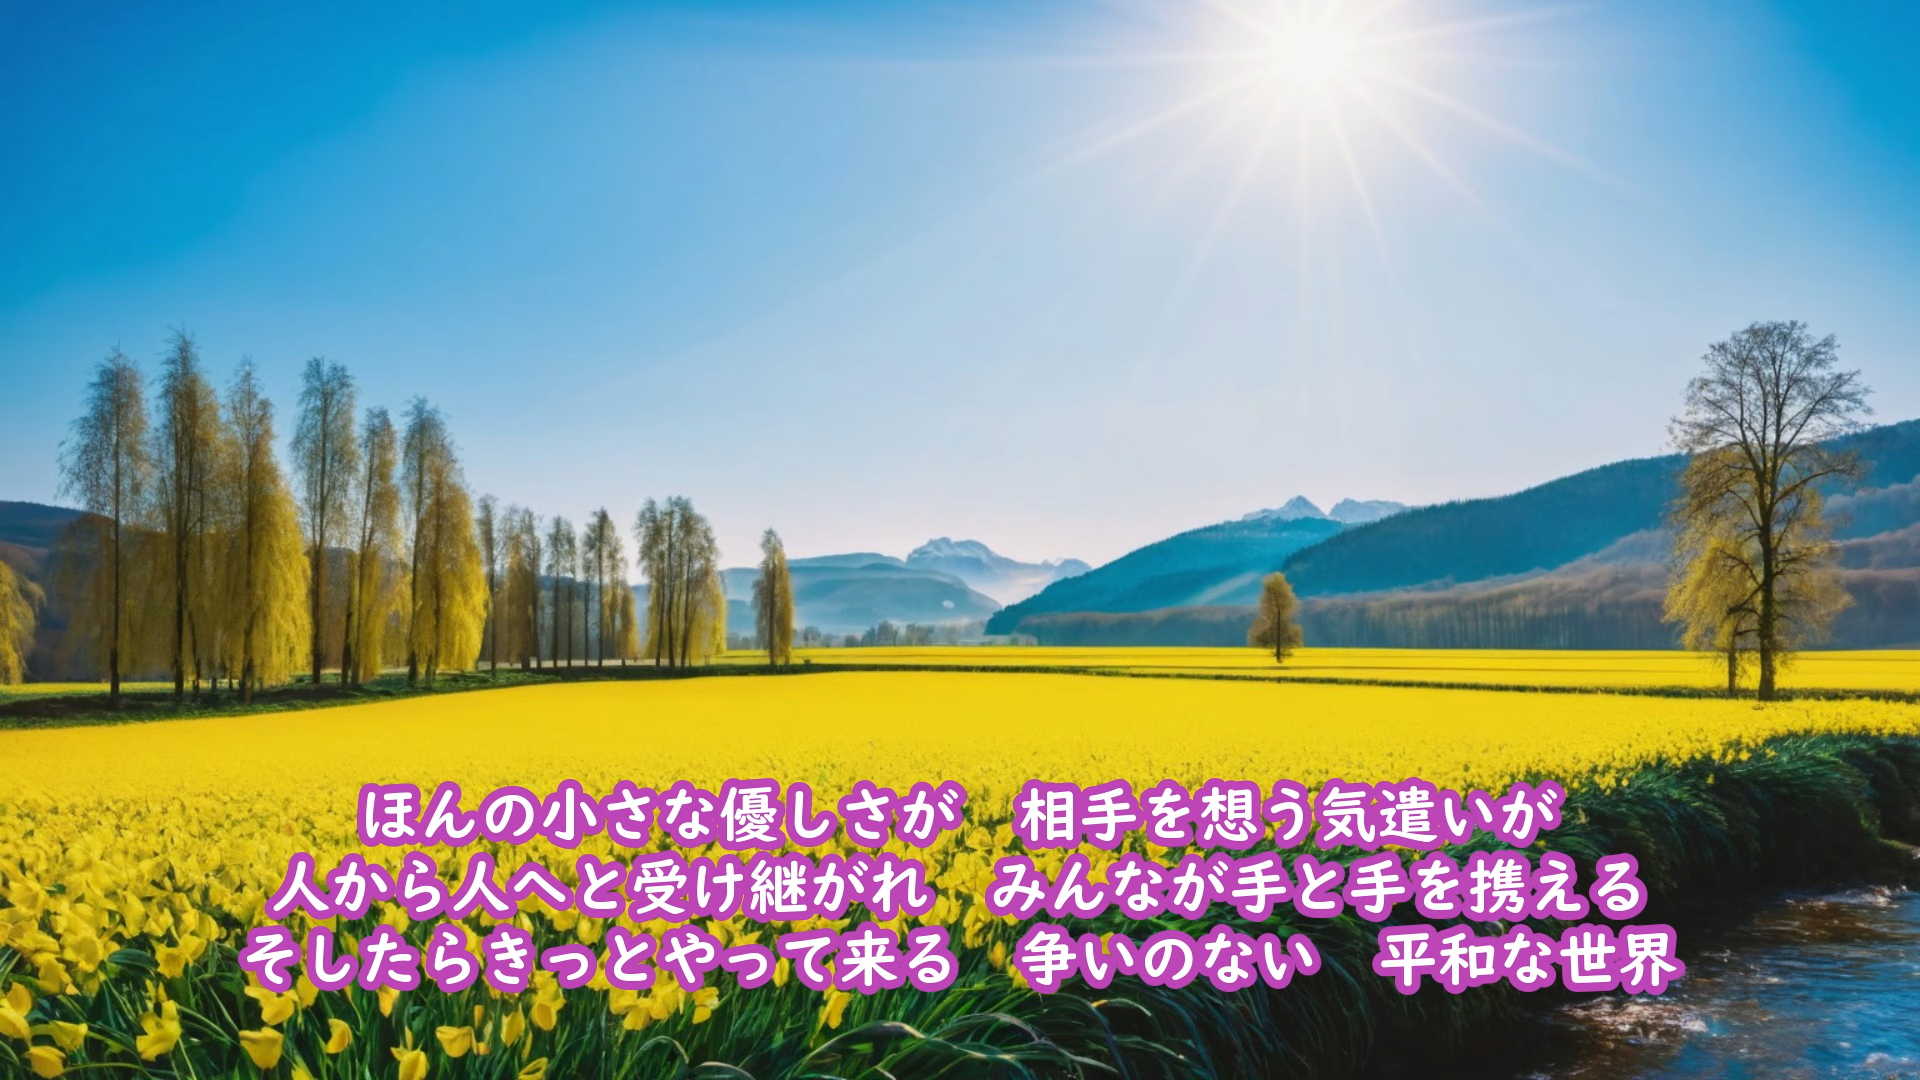 ほんの小さな優しさが　相手を想う気遣いが
人から人へと受け継がれ　みんなが手と手を携える
そしたらきっとやって来る　争いのない　平和な世界